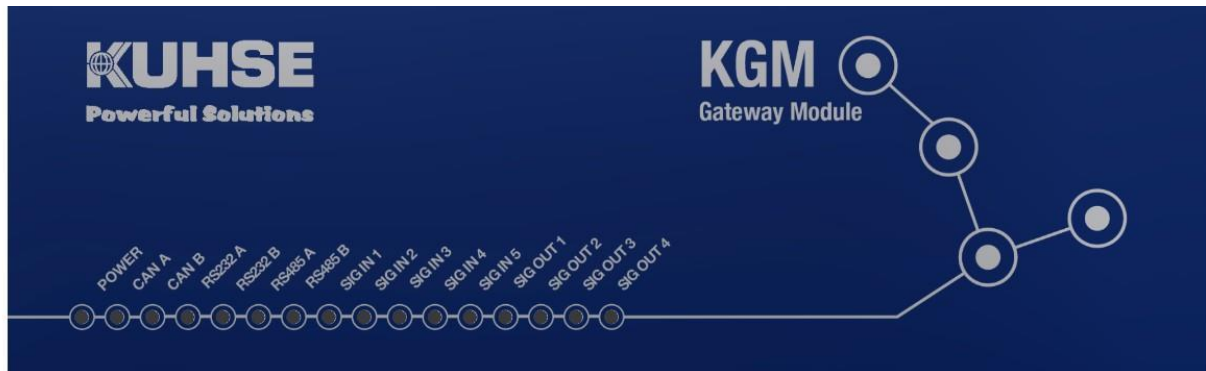 KUHSE
Powerful Solutions
KGM
Gateway Module
POWER
CAN A
CAN B
RS232 A
RS232 B
RS485 A
RS485 B
SIG IN 1
SIG IN 2
SIG IN 3
SIG IN 4
SIG IN 5
SIG OUT 1
SIG OUT 2
SIG OUT 3
SIG OUT 4